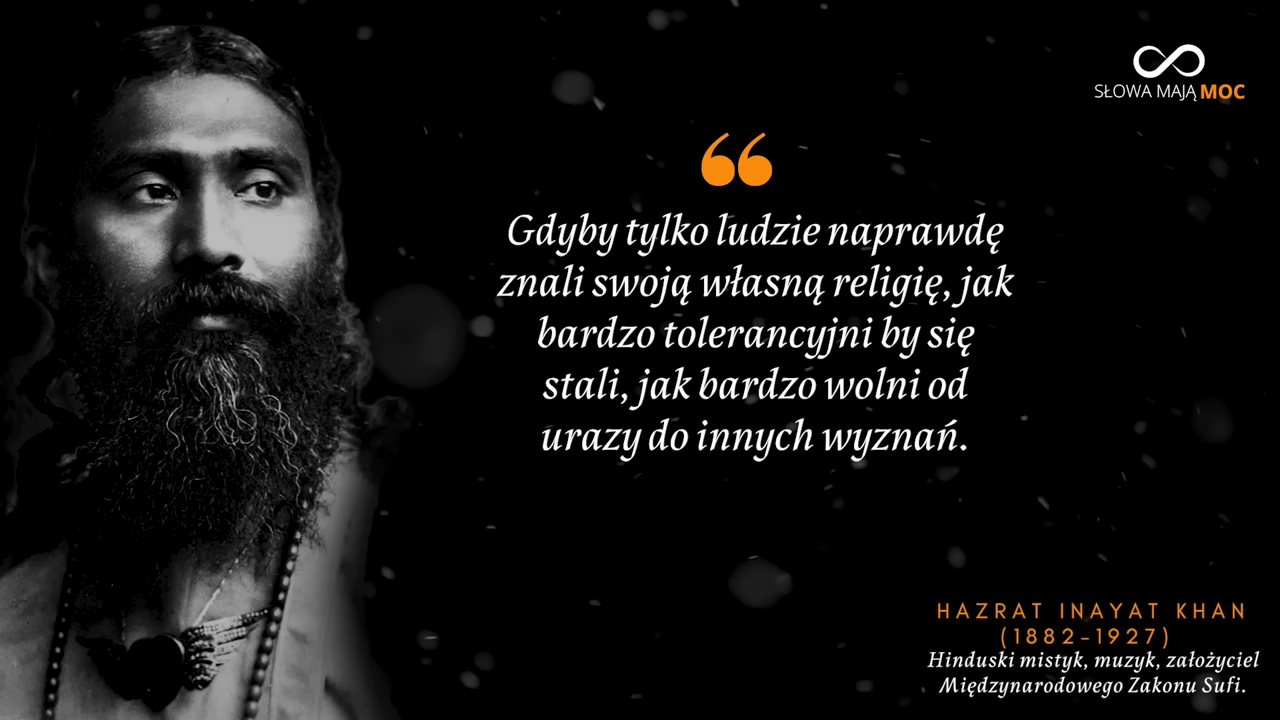 SŁOWA MAJĄ MOC
Gdyby tylko ludzie naprawdę
znali swoją własną religię, jak
bardzo tolerancyjni by się
stali, jak bardzo wolni od
urazy do innych wyznań.
HAZRAT INAYAT KHAN
(1882-1927)
Hinduski mistyk, muzyk, założyciel
Międzynarodowego Zakonu Sufi.